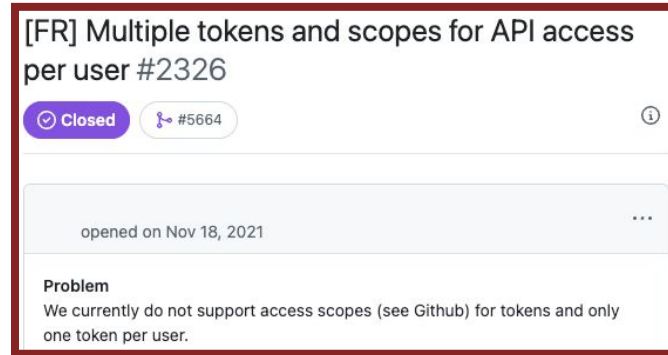 [FR] Multiple tokens and scopes for API access
per user #2326
Closed
#5664
opened on Nov 18, 2021
Problem
We currently do not support access scopes (see Github) for tokens and only
one token per user.